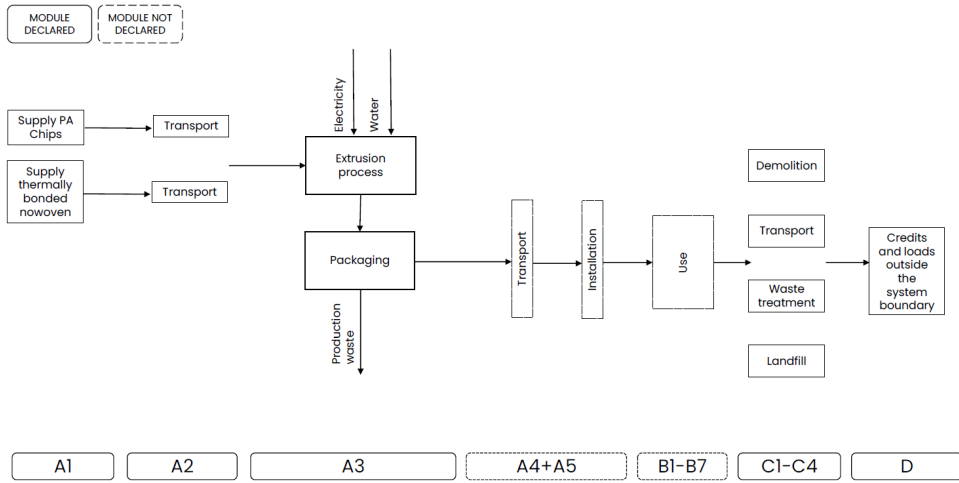 MODULE
DECLARED
MODULE NOT
DECLARED
Supply PA
Chips
Transport
Supply
thermally
bonded
nowoven
Transport
Electricity
Water
Extrusion
process
Packaging
Production
waste
Transport
Installation
Use
Demolition
Transport
Waste
treatment
Landfill
Credits
and loads
outside
the
system
boundary
A1
A2
A3
A4+A5
B1-B7
C1-C4
D